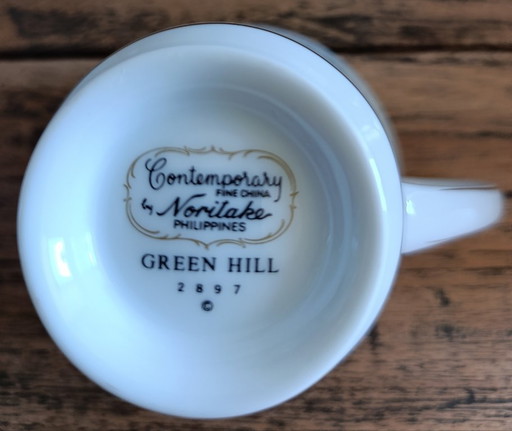 Contemporary
FINE CHINA
by Noritake
PHILIPPINES
GREEN HILL
2897
©